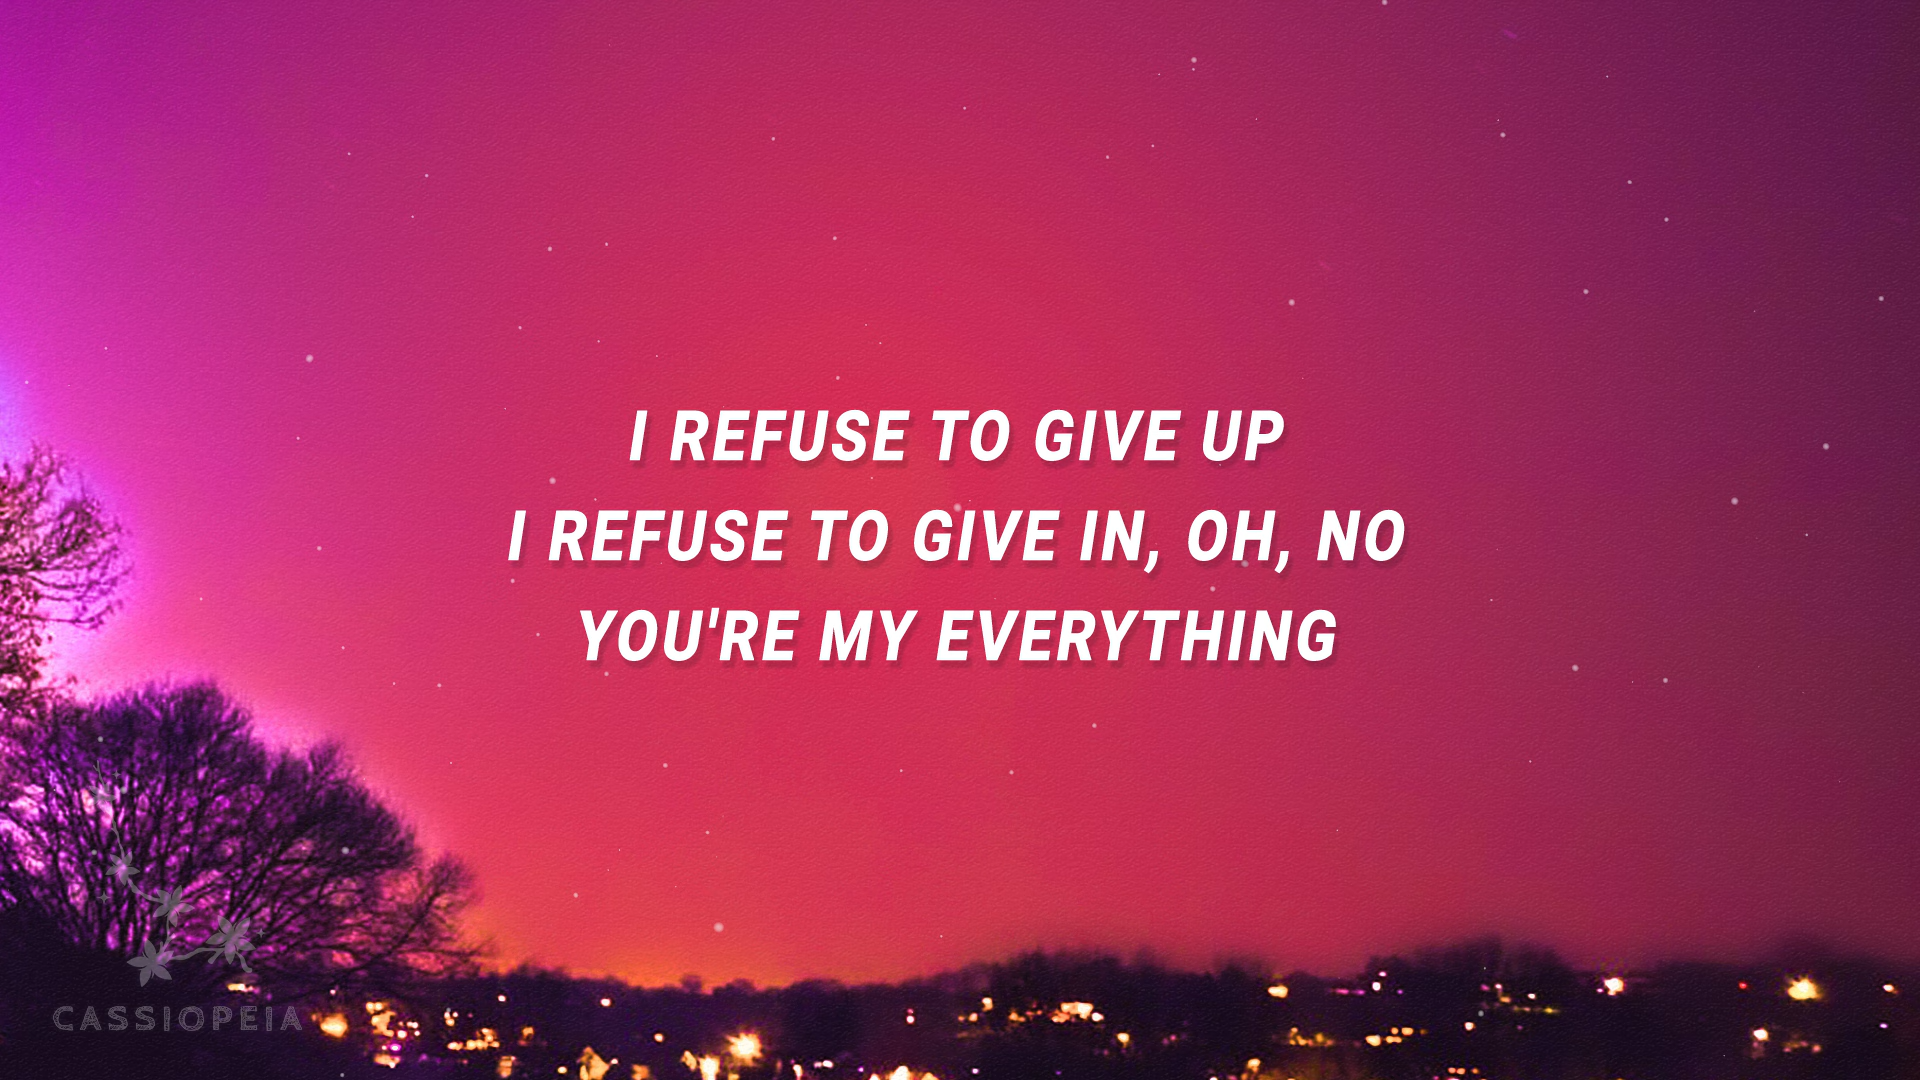 I REFUSE TO GIVE UP
I REFUSE TO GIVE IN, OH, NO
YOU'RE MY EVERYTHING
CASSIOPEIA